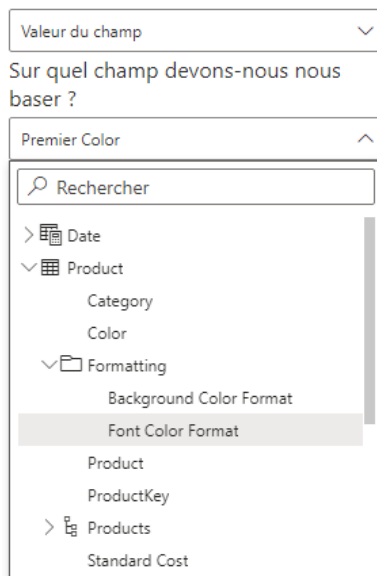 Valeur du champ
Sur quel champ devons-nous nous
baser ?
Premier Color
Rechercher
Date
Product
Category
Color
Formatting
Background Color Format
Font Color Format
Product
ProductKey
Products
Standard Cost